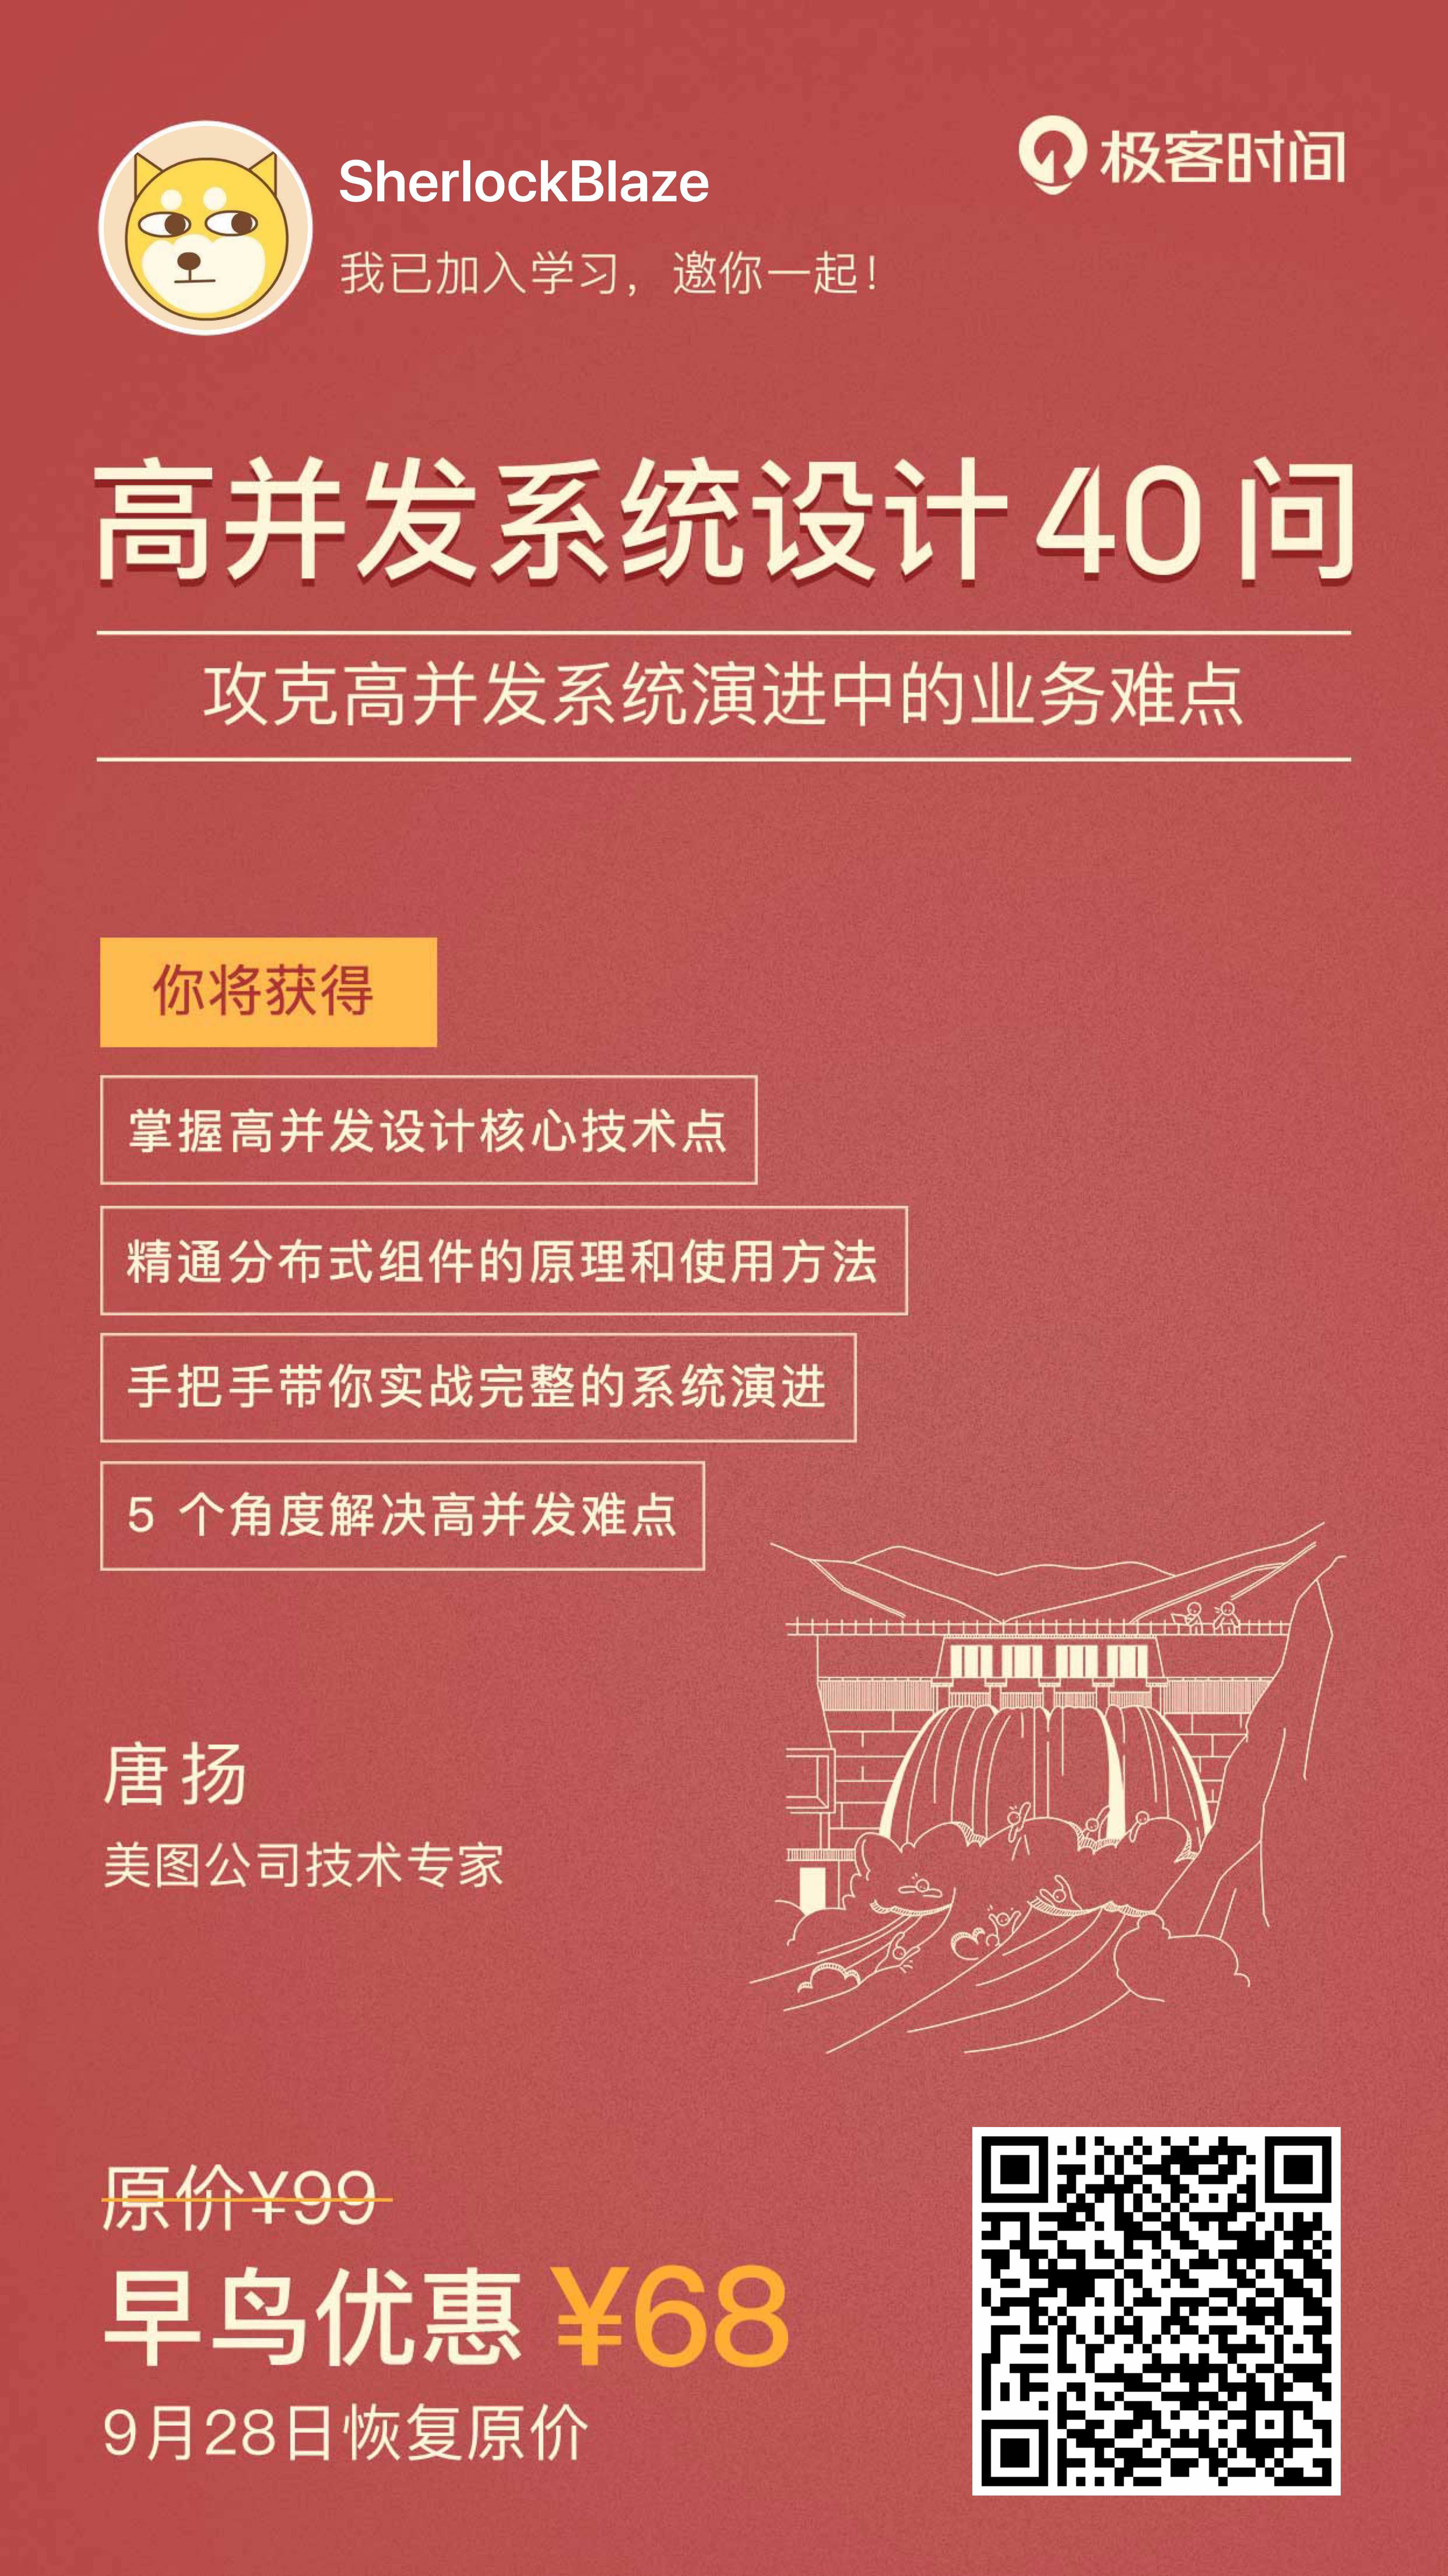 SherlockBlaze
我已加入学习，邀你一起！
极客时间
高并发系统设计40问
攻克高并发系统演进中的业务难点
你将获得
掌握高并发设计核心技术点
精通分布式组件的原理和使用方法
手把手带你实战完整的系统演进
5 个角度解决高并发难点
唐扬
美图公司技术专家
原价¥99
早鸟优惠 ¥68
9月28日恢复原价